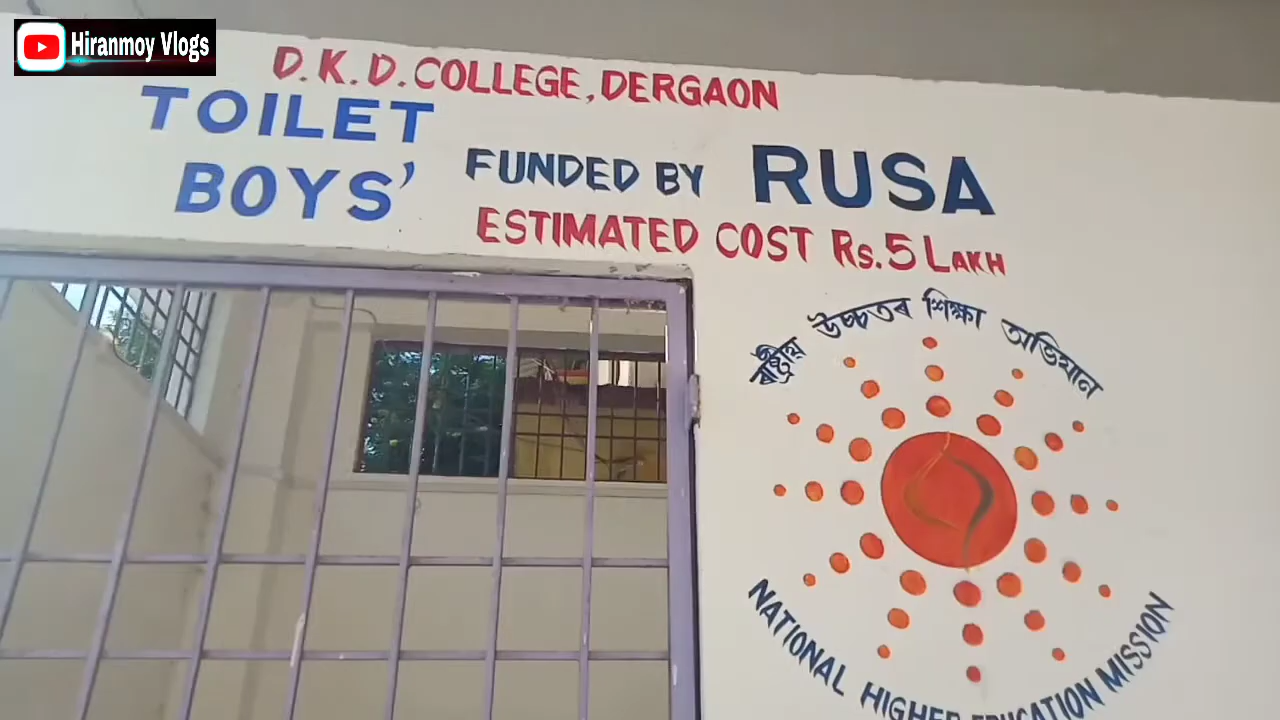 Hiranmoy Vlogs
D.K.D. COLLEGE, DERGAON
TOILET
BOYS'
FUNDED BY RUSA
ESTIMATED COST Rs. 5 LAKH
ৰাষ্ট্ৰীয় উচ্চতৰ শিক্ষা অভিযান
NATIONAL HIGHER EDUCATION MISSION